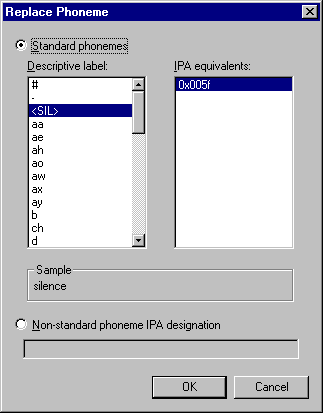 Replace Phoneme
Standard phonemes
Descriptive label:
IPA equivalents:
#
-
<SIL>
aa
ae
ah
ao
aw
ax
ay
b
ch
d
0x005f
Sample
silence
Non-standard phoneme IPA designation
OK
Cancel